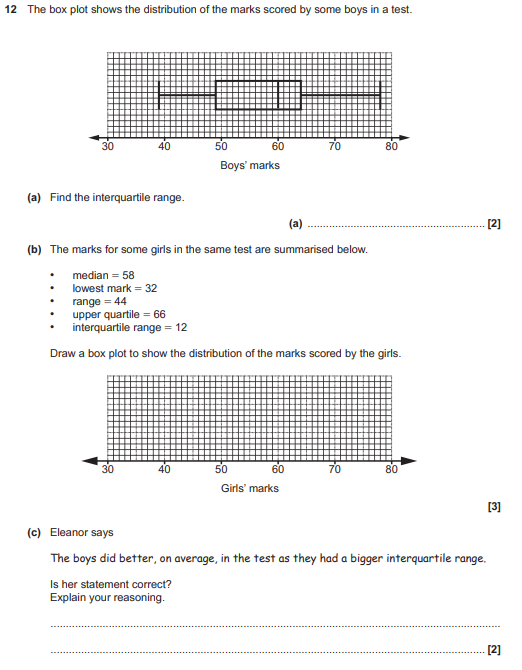 12 The box plot shows the distribution of the marks scored by some boys in a test.
30 40 50 60 70 80
Boys' marks
(a) Find the interquartile range.
(a) ............................................................ [2]
(b) The marks for some girls in the same test are summarised below.
• median = 58
• lowest mark = 32
• range = 44
• upper quartile = 66
• interquartile range = 12
Draw a box plot to show the distribution of the marks scored by the girls.
30 40 50 60 70 80
Girls' marks
[3]
(c) Eleanor says
The boys did better, on average, in the test as they had a bigger interquartile range.
Is her statement correct?
Explain your reasoning.
............................................................
............................................................ [2]